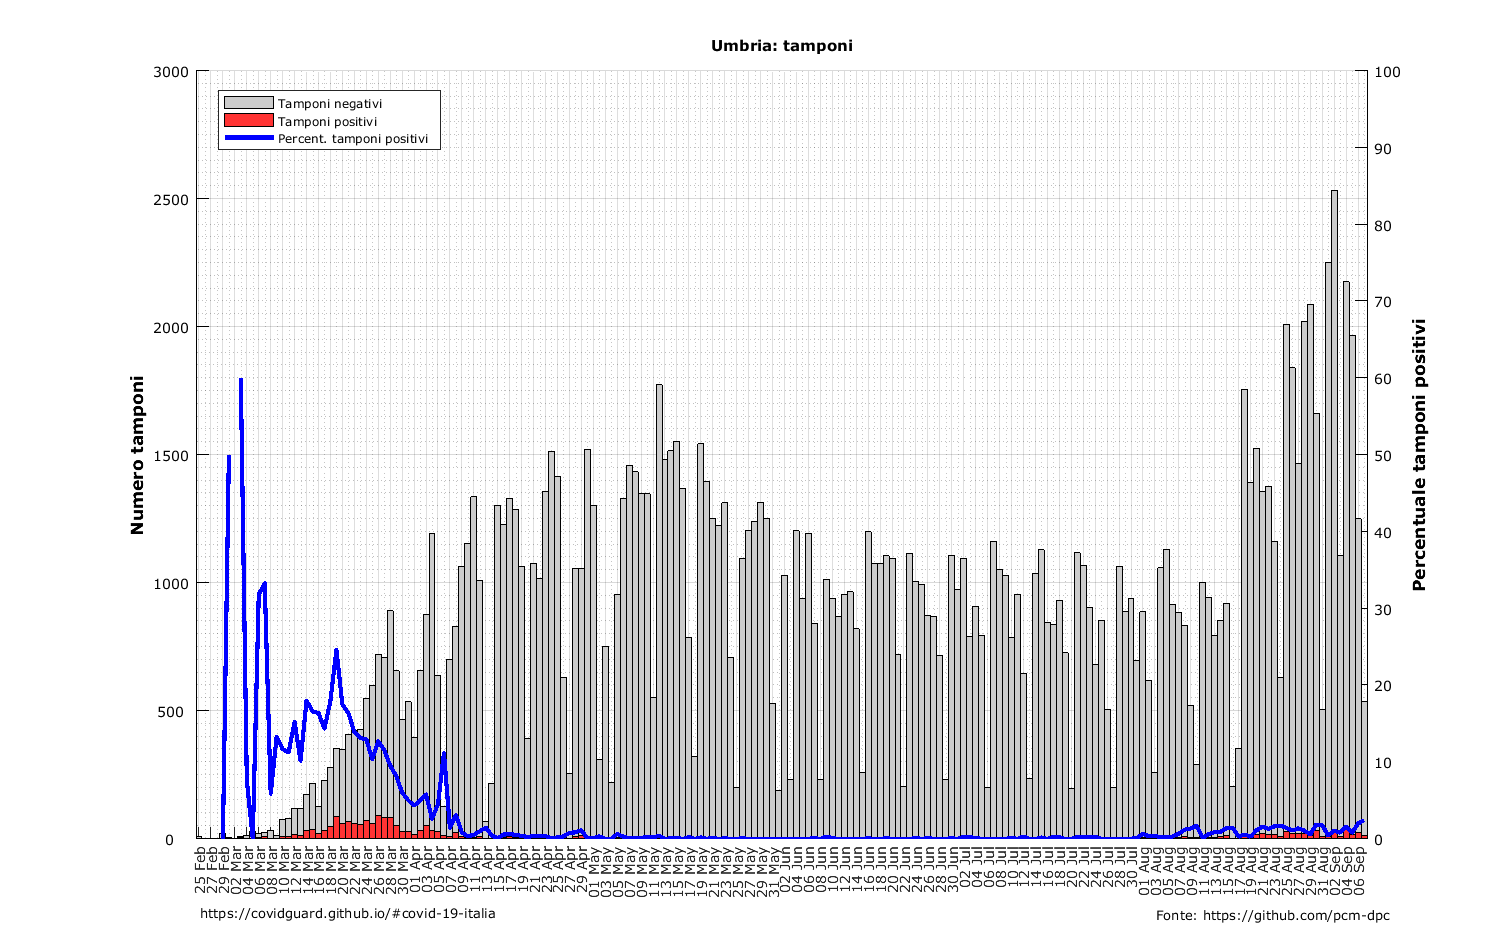 Umbria: tamponi
Tamponi negativi
Tamponi positivi
Percent. tamponi positivi
Numero tamponi
3000
2500
2000
1500
1000
500
0
Percentuale tamponi positivi
100
90
80
70
60
50
40
30
20
10
0
25 Feb
27 Feb
29 Feb
02 Mar
04 Mar
06 Mar
08 Mar
10 Mar
12 Mar
14 Mar
16 Mar
18 Mar
20 Mar
22 Mar
24 Mar
26 Mar
28 Mar
30 Mar
01 Apr
03 Apr
05 Apr
07 Apr
09 Apr
11 Apr
13 Apr
15 Apr
17 Apr
19 Apr
21 Apr
23 Apr
25 Apr
27 Apr
29 Apr
01 May
03 May
05 May
07 May
09 May
11 May
13 May
15 May
17 May
19 May
21 May
23 May
25 May
27 May
29 May
31 May
02 Jun
04 Jun
06 Jun
08 Jun
10 Jun
12 Jun
14 Jun
16 Jun
18 Jun
20 Jun
22 Jun
24 Jun
26 Jun
28 Jun
30 Jun
02 Jul
04 Jul
06 Jul
08 Jul
10 Jul
12 Jul
14 Jul
16 Jul
18 Jul
20 Jul
22 Jul
24 Jul
26 Jul
28 Jul
30 Jul
01 Aug
03 Aug
05 Aug
07 Aug
09 Aug
11 Aug
13 Aug
15 Aug
17 Aug
19 Aug
21 Aug
23 Aug
25 Aug
27 Aug
29 Aug
31 Aug
02 Sep
04 Sep
06 Sep
https://covidguard.github.io/#covid-19-italia
Fonte: https://github.com/pcm-dpc